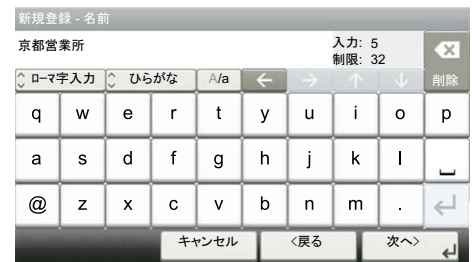 新規登録 - 名前
京都営業所
入力: 5
制限: 32
ローマ字入力 ひらがな A/a ← → ↑ ↓ 削除
q w e r t y u i o p
a s d f g h j k l
@ z x c v b n m .
キャンセル <戻る 次へ>